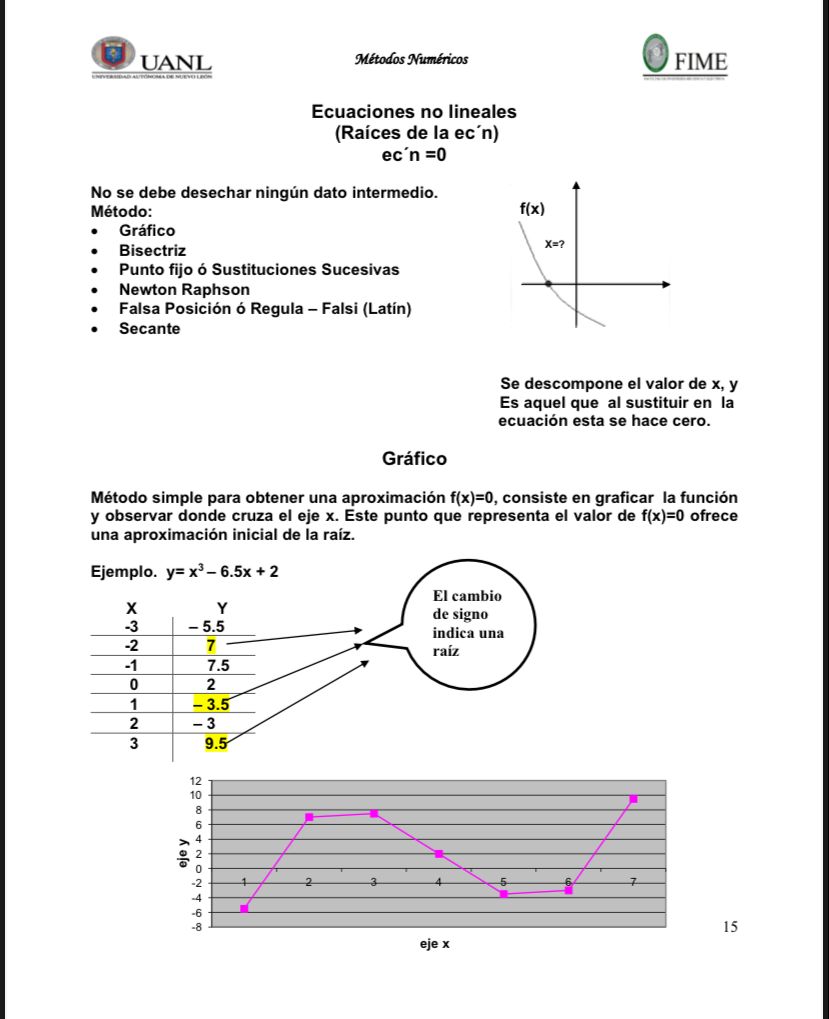 UANL
UNIVERSIDAD AUTÓNOMA DE NUEVO LEÓN
Métodos Numéricos
FIME
Ecuaciones no lineales
(Raíces de la ec´n)
ec´n =0
No se debe desechar ningún dato intermedio.
Método:
• Gráfico
• Bisectriz
• Punto fijo ó Sustituciones Sucesivas
• Newton Raphson
• Falsa Posición ó Regula – Falsi (Latín)
• Secante
f(x)
X=?
Se descompone el valor de x, y
Es aquel que al sustituir en la
ecuación esta se hace cero.
Gráfico
Método simple para obtener una aproximación f(x)=0, consiste en graficar la función
y observar donde cruza el eje x. Este punto que representa el valor de f(x)=0 ofrece
una aproximación inicial de la raíz.
Ejemplo. y= x³ – 6.5x + 2
X Y
-3 – 5.5
-2 7
-1 7.5
0 2
1 – 3.5
2 – 3
3 9.5
El cambio
de signo
indica una
raíz
12
10
8
6
4
2
0
-2
-4
-6
-8
eje y
1 2 3 4 5 6 7
eje x
15